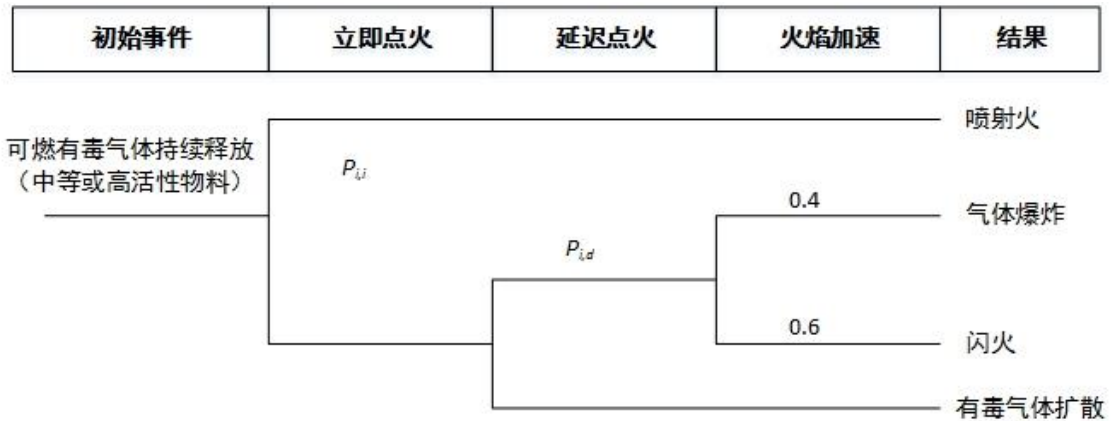 初始事件 立即点火 延迟点火 火焰加速 结果
喷射火
可燃有毒气体持续释放
（中等或高活性物料）
P_{i,i}
0.4
气体爆炸
P_{i,d}
0.6
闪火
有毒气体扩散